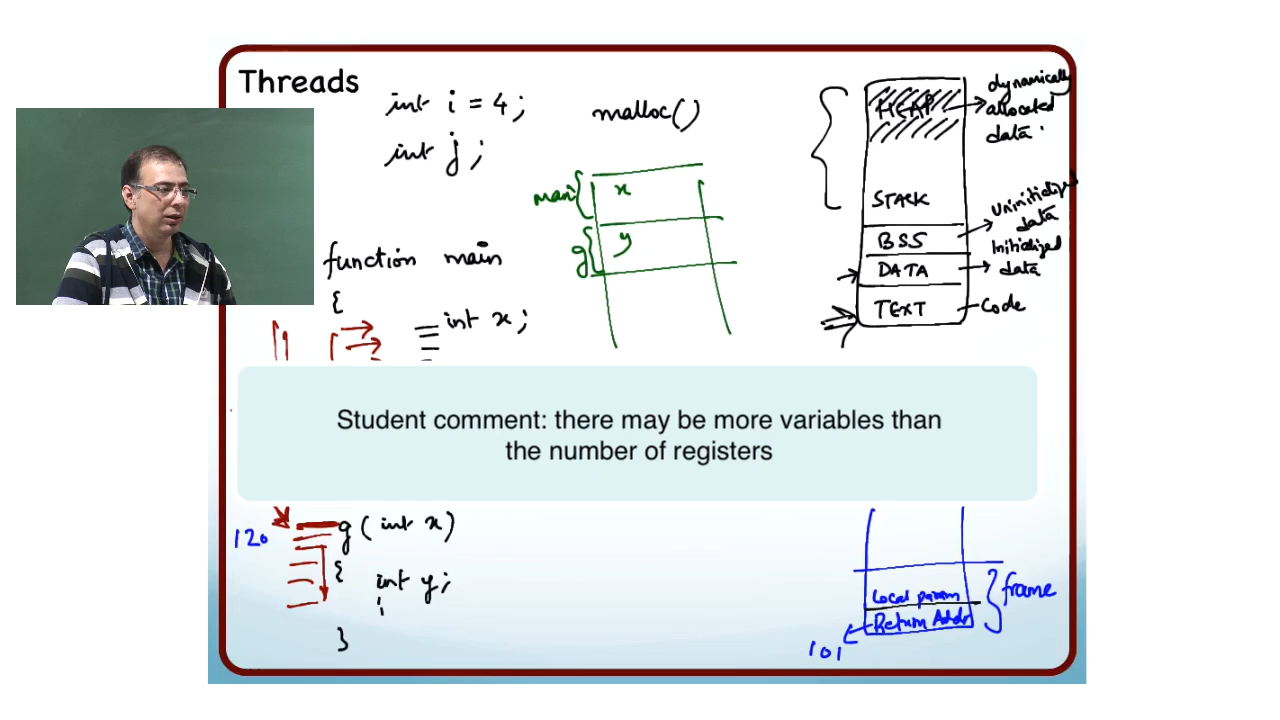 Threads
int i = 4;
int j;
malloc()
main
x
g
y
function main
{
int x;
HEAP
dynamically
allocated
data.
STACK
BSS
Uninitialized
data
DATA
Initialized
data
TEXT
Code
Student comment: there may be more variables than
the number of registers
120
g ( int x )
{
int y;
}
Local param
Return Addr
frame
101